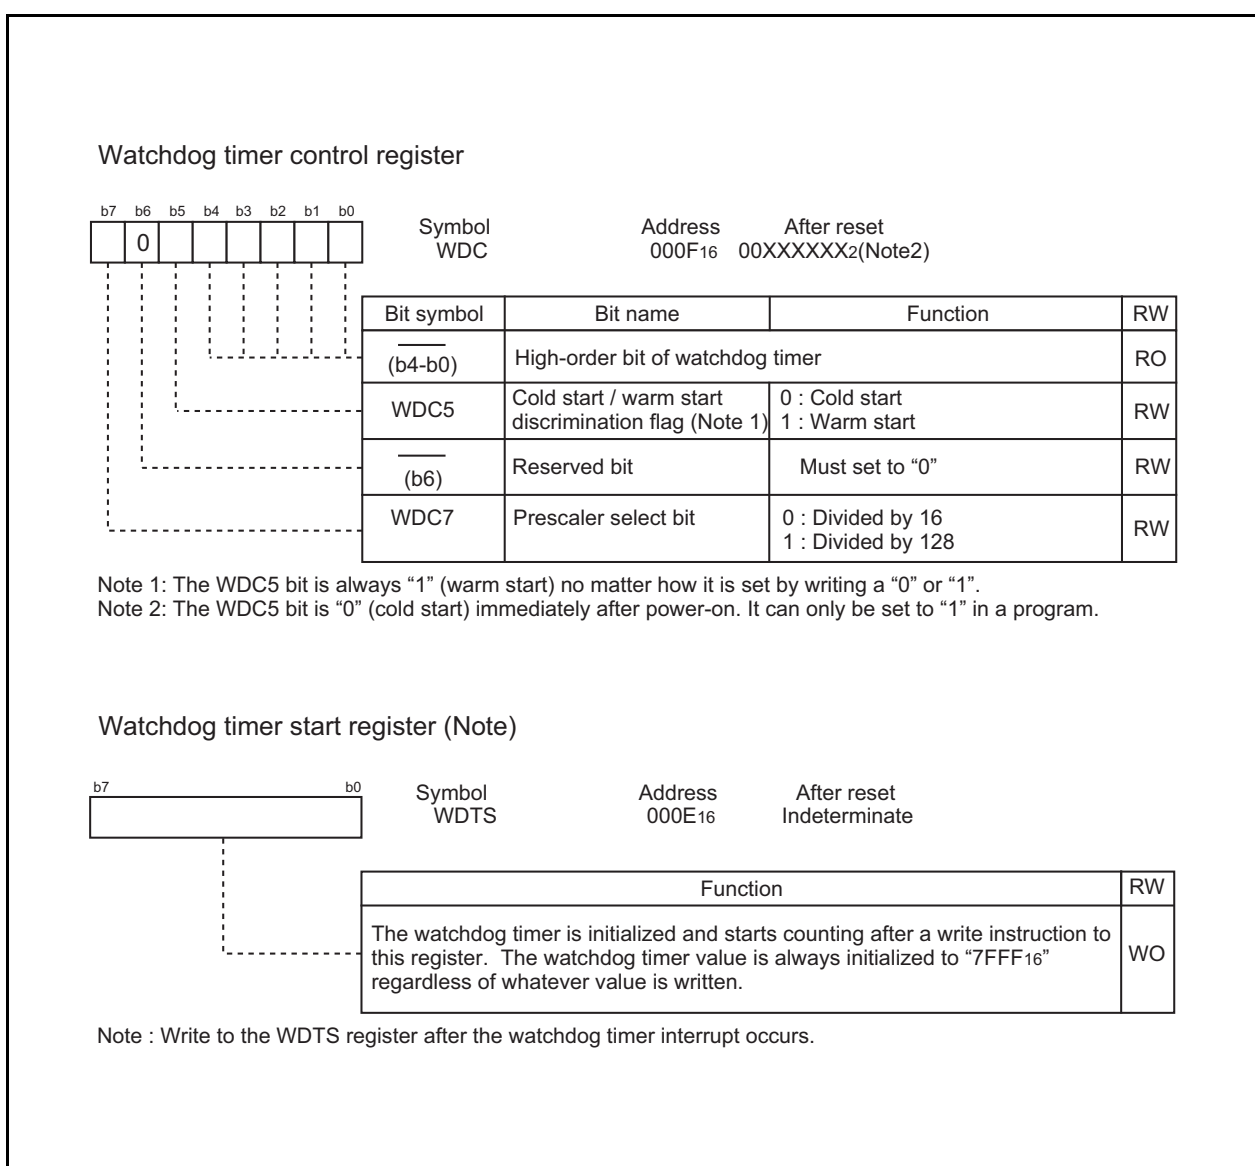 Watchdog timer control register
b7 b6 b5 b4 b3 b2 b1 b0
0
Symbol Address After reset
WDC 000F16 00XXXXXX2(Note2)
Bit symbol Bit name Function RW
(b4-b0) High-order bit of watchdog timer RO
WDC5 Cold start / warm start discrimination flag (Note 1) 0 : Cold start 1 : Warm start RW
(b6) Reserved bit Must set to “0” RW
WDC7 Prescaler select bit 0 : Divided by 16 1 : Divided by 128 RW
Note 1: The WDC5 bit is always “1” (warm start) no matter how it is set by writing a “0” or “1”.
Note 2: The WDC5 bit is “0” (cold start) immediately after power-on. It can only be set to “1” in a program.
Watchdog timer start register (Note)
b7 b0
Symbol Address After reset
WDTS 000E16 Indeterminate
Function RW
The watchdog timer is initialized and starts counting after a write instruction to
this register. The watchdog timer value is always initialized to “7FFF16”
regardless of whatever value is written.
WO
Note : Write to the WDTS register after the watchdog timer interrupt occurs.